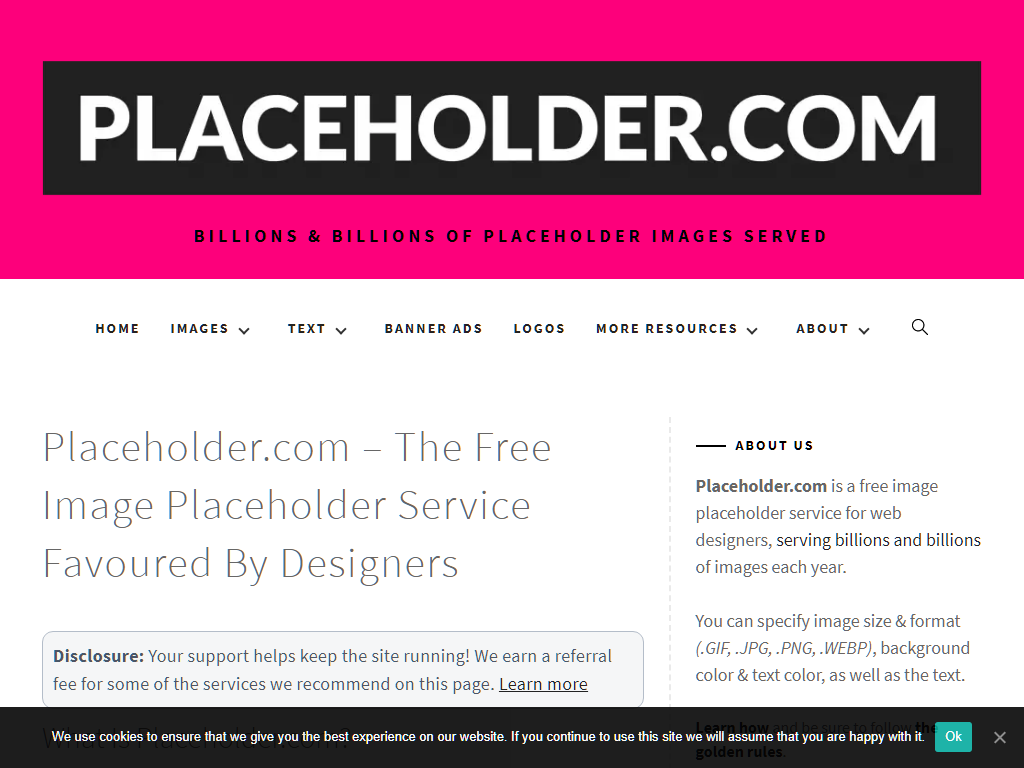 PLACEHOLDER.COM
BILLIONS & BILLIONS OF PLACEHOLDER IMAGES SERVED
HOME IMAGES TEXT BANNER ADS LOGOS MORE RESOURCES ABOUT
Placeholder.com – The Free
Image Placeholder Service
Favoured By Designers
Disclosure: Your support helps keep the site running! We earn a referral
fee for some of the services we recommend on this page. Learn more
What Is Placeholder.com?
ABOUT US
Placeholder.com is a free image
placeholder service for web
designers, serving billions and billions
of images each year.
You can specify image size & format
(.GIF, .JPG, .PNG, .WEBP), background
color & text color, as well as the text.
Learn how and be sure to follow the
golden rules.
We use cookies to ensure that we give you the best experience on our website. If you continue to use this site we will assume that you are happy with it. Ok